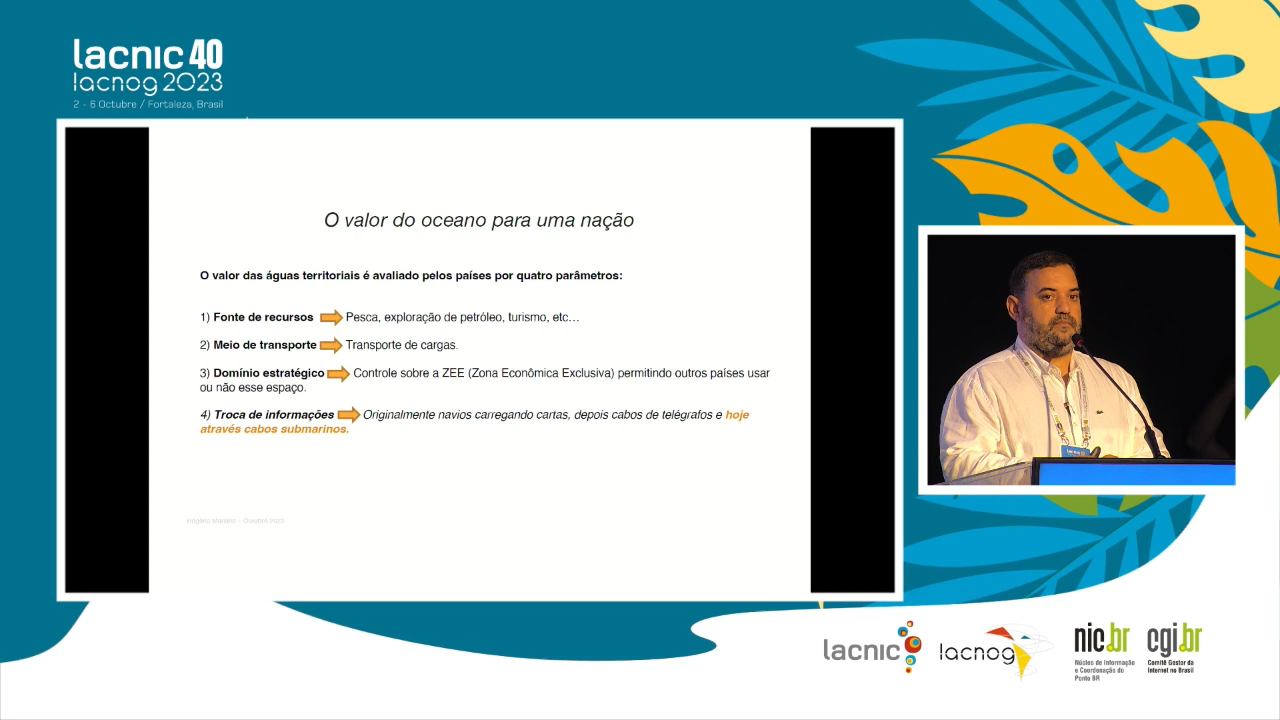 lacnic 40
lacnog 2023
2 - 6 Octubre / Fortaleza, Brasil
O valor do oceano para uma nação
O valor das águas territoriais é avaliado pelos países por quatro parâmetros:
1) Fonte de recursos Pesca, exploração de petróleo, turismo, etc...
2) Meio de transporte Transporte de cargas.
3) Domínio estratégico Controle sobre a ZEE (Zona Econômica Exclusiva) permitindo outros países usar
ou não esse espaço.
4) Troca de informações Originalmente navios carregando cartas, depois cabos de telégrafos e hoje
através cabos submarinos.
Rogério Mariano – Outubro 2023
lacnic
lacnog
nic.br
Núcleo de Informação
e Coordenação do
Ponto BR
cgi.br
Comitê Gestor da
Internet no Brasil